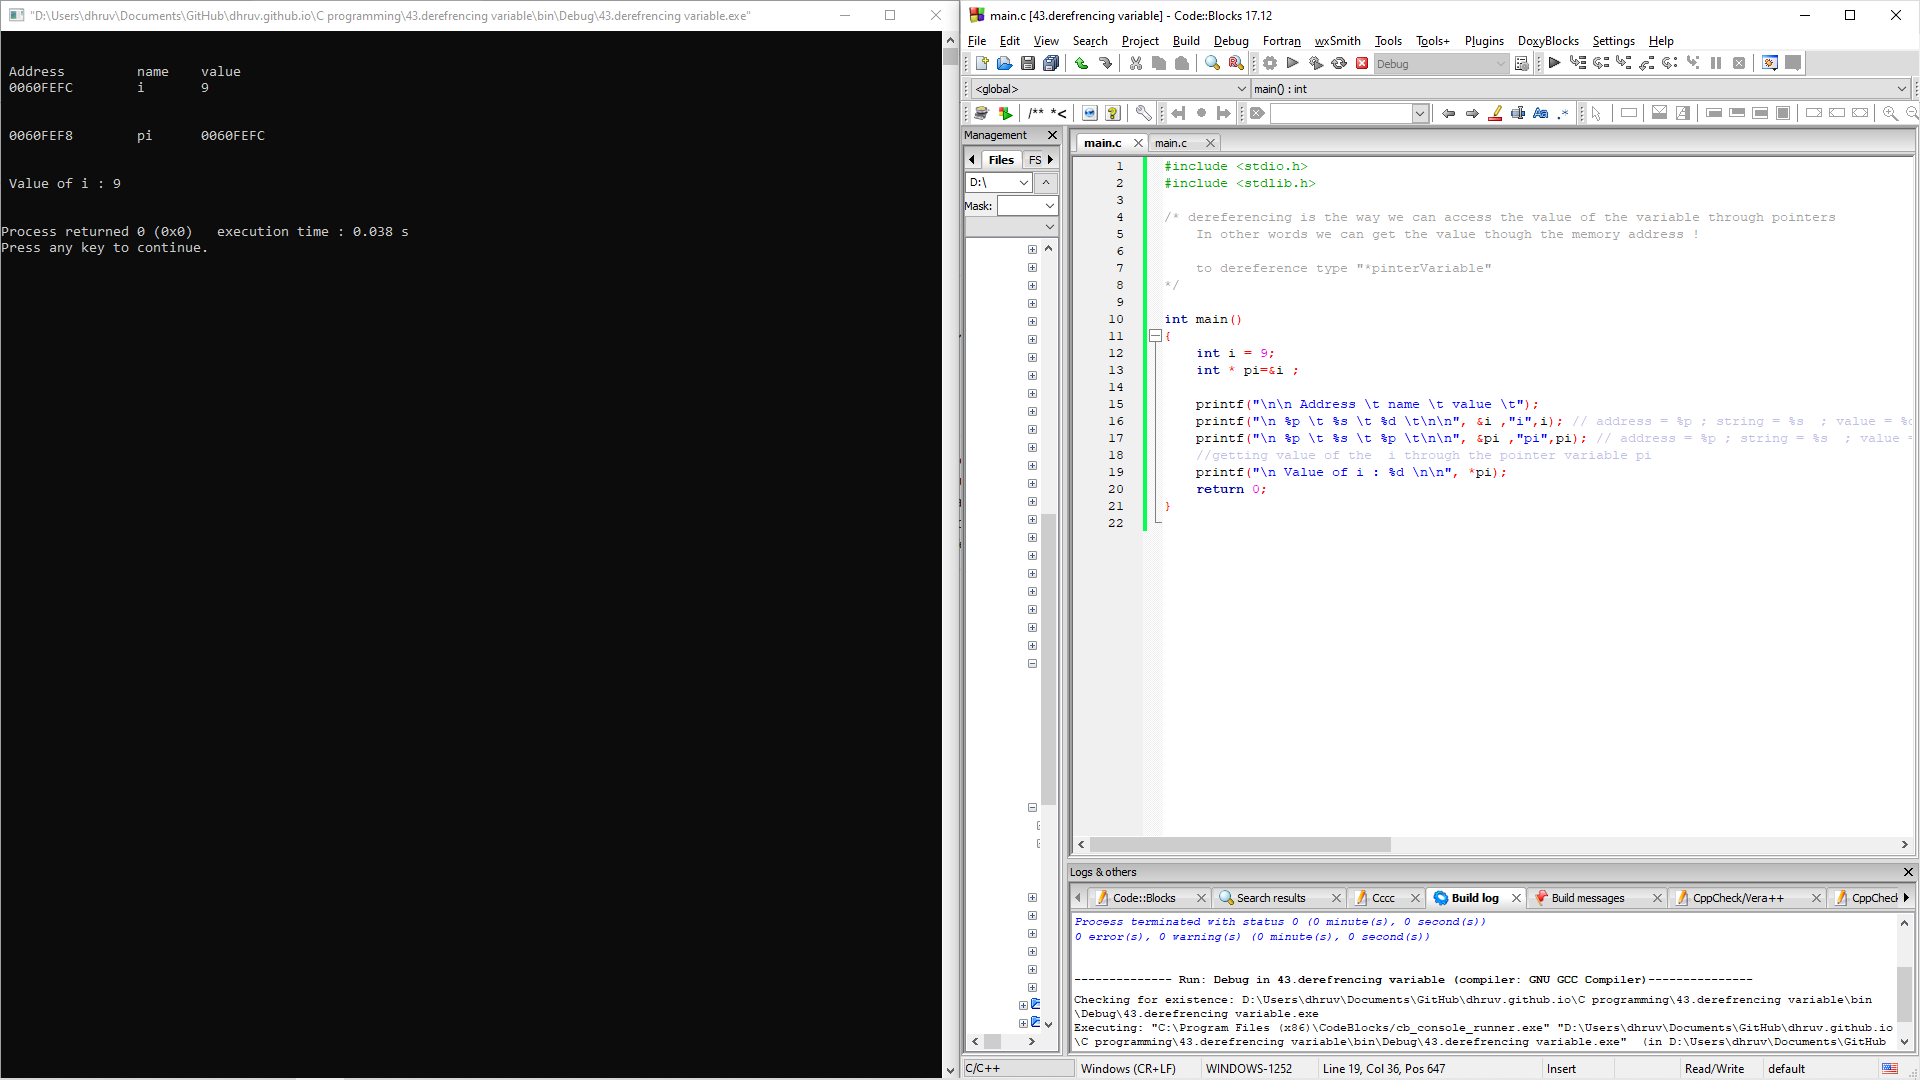 "D:\Users\dhruv\Documents\GitHub\dhruv.github.io\C programming\43.derefrencing variable\bin\Debug\43.derefrencing variable.exe"
Address name value
0060FEFC i 9
0060FEF8 pi 0060FEFC
Value of i : 9
Process returned 0 (0x0) execution time : 0.038 s
Press any key to continue.
main.c [43.derefrencing variable] - Code::Blocks 17.12
File Edit View Search Project Build Debug Fortran wxSmith Tools Tools+ Plugins DoxyBlocks Settings Help
Debug
<global> main() : int
/** *<
Management
Files FS
D:\
Mask:
main.c main.c
1 #include <stdio.h>
2 #include <stdlib.h>
3
4 /* dereferencing is the way we can access the value of the variable through pointers
5 In other words we can get the value though the memory address !
6
7 to dereference type "*pinterVariable"
8 */
9
10 int main()
11 {
12 int i = 9;
13 int * pi=&i ;
14
15 printf("\n\n Address \t name \t value \t");
16 printf("\n %p \t %s \t %d \t\n\n", &i ,"i",i); // address = %p ; string = %s ; value = %d
17 printf("\n %p \t %s \t %p \t\n\n", &pi ,"pi",pi); // address = %p ; string = %s ; value =
18 //getting value of the i through the pointer variable pi
19 printf("\n Value of i : %d \n\n", *pi);
20 return 0;
21 }
22
Logs & others
Code::Blocks Search results Cccc Build log Build messages CppCheck/Vera++ CppCheck
Process terminated with status 0 (0 minute(s), 0 second(s))
0 error(s), 0 warning(s) (0 minute(s), 0 second(s))
-------------- Run: Debug in 43.derefrencing variable (compiler: GNU GCC Compiler)---------------
Checking for existence: D:\Users\dhruv\Documents\GitHub\dhruv.github.io\C programming\43.derefrencing variable\bin
\Debug\43.derefrencing variable.exe
Executing: "C:\Program Files (x86)\CodeBlocks/cb_console_runner.exe" "D:\Users\dhruv\Documents\GitHub\dhruv.github.io
\C programming\43.derefrencing variable\bin\Debug\43.derefrencing variable.exe" (in D:\Users\dhruv\Documents\GitHub
C/C++ Windows (CR+LF) WINDOWS-1252 Line 19, Col 36, Pos 647 Insert Read/Write default